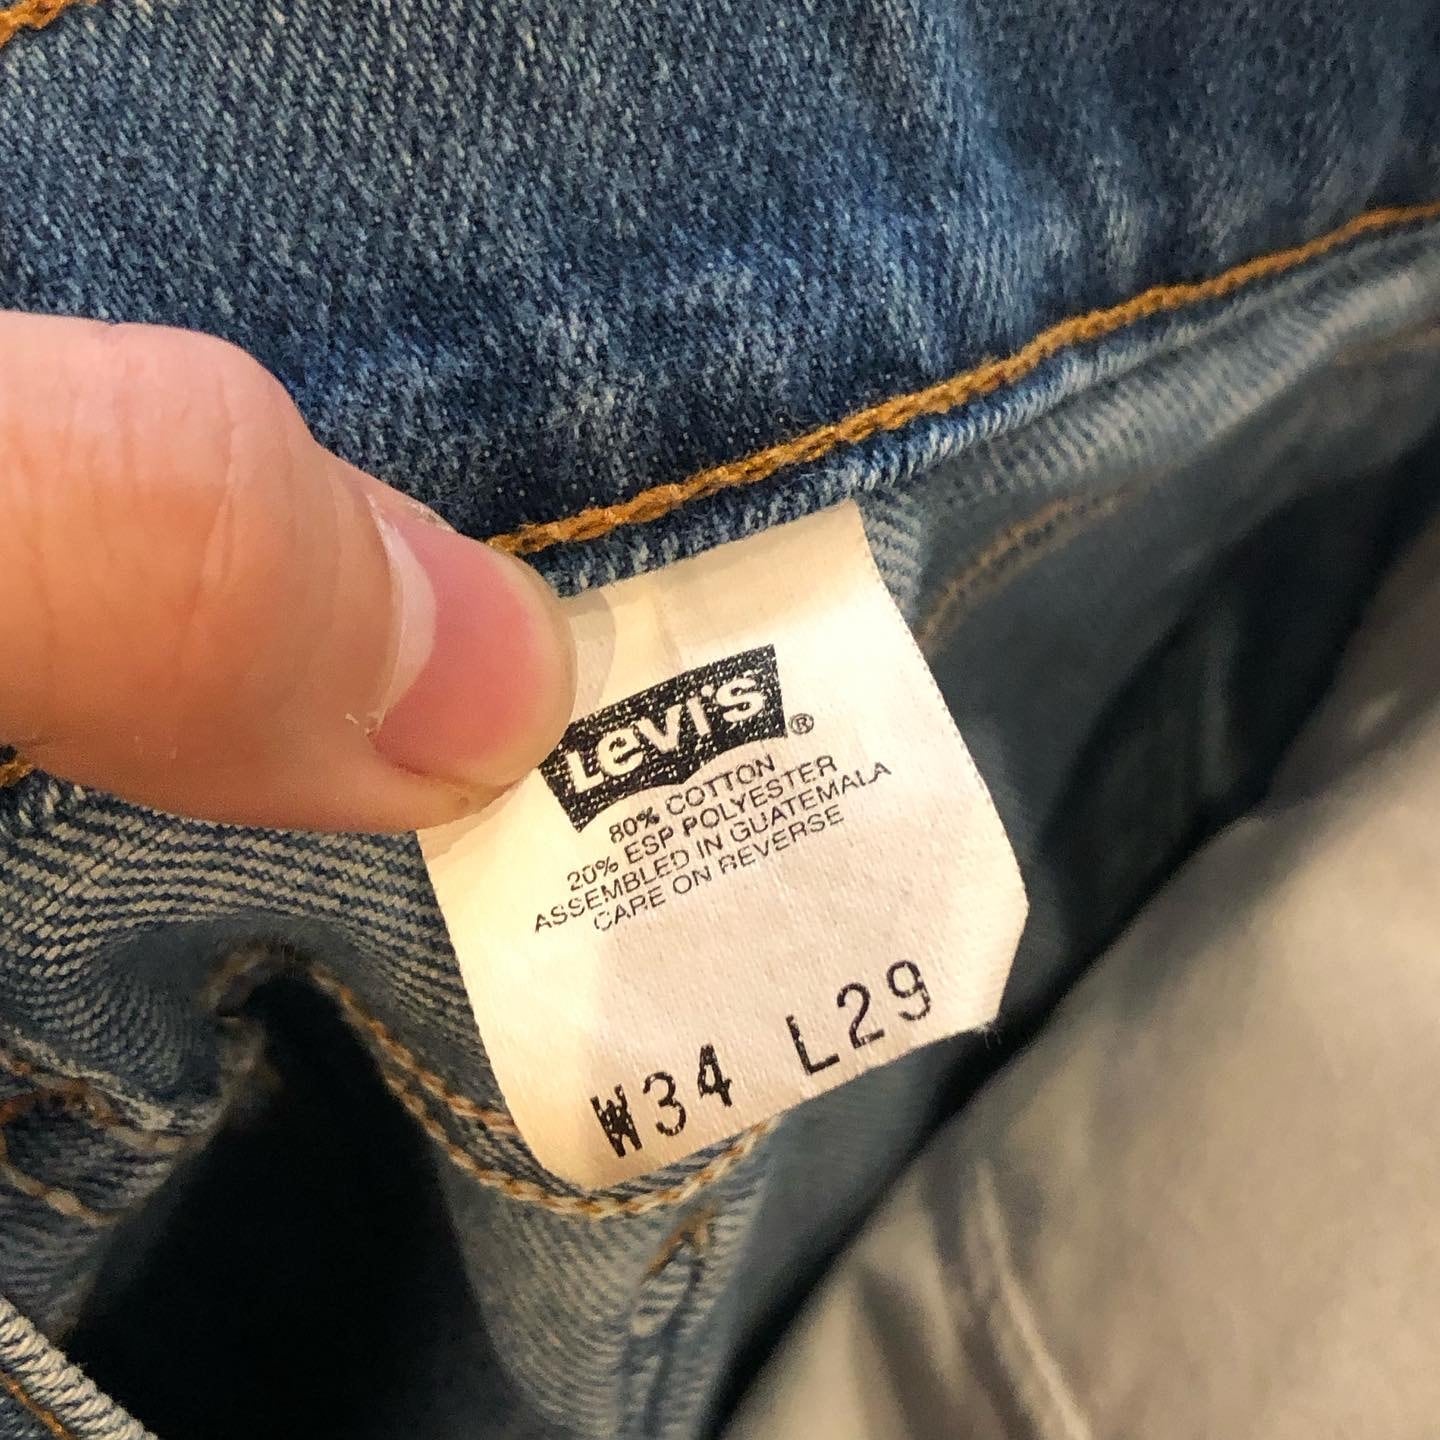 Levi's®
80% COTTON
20% ESP POLYESTER
ASSEMBLED IN GUATEMALA
CARE ON REVERSE
W34 L29